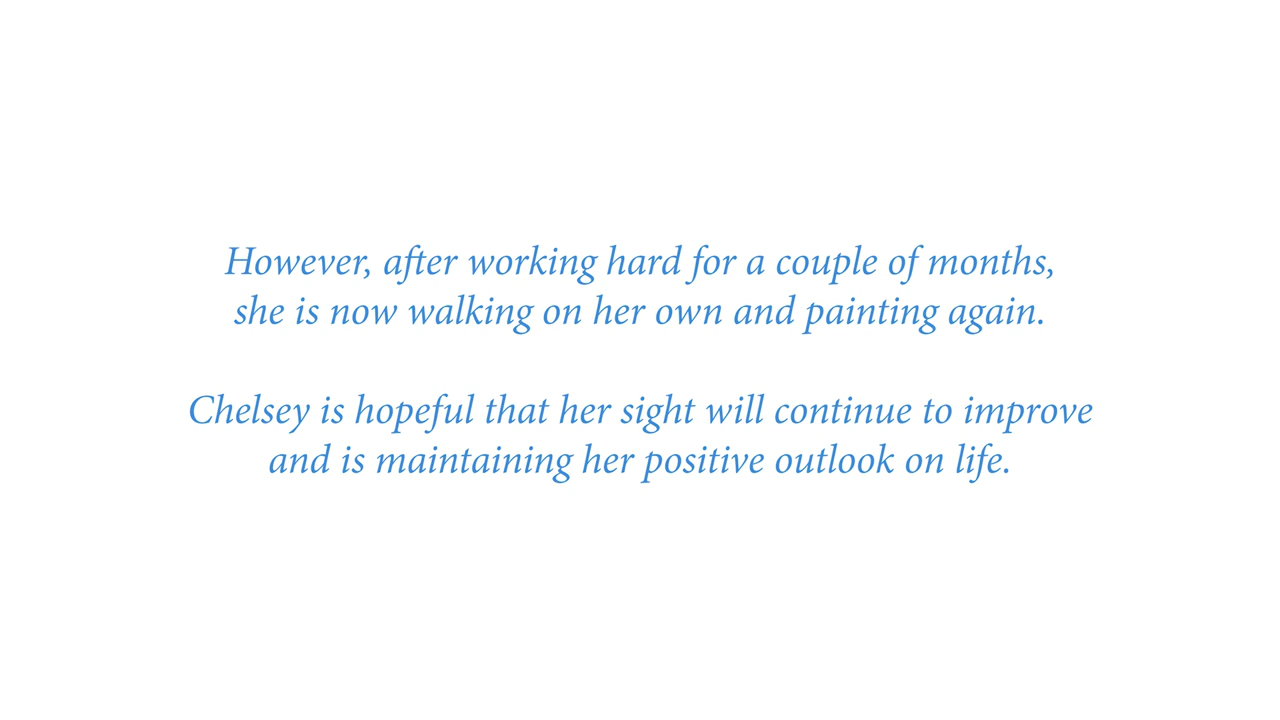 However, after working hard for a couple of months,
she is now walking on her own and painting again.
Chelsey is hopeful that her sight will continue to improve
and is maintaining her positive outlook on life.